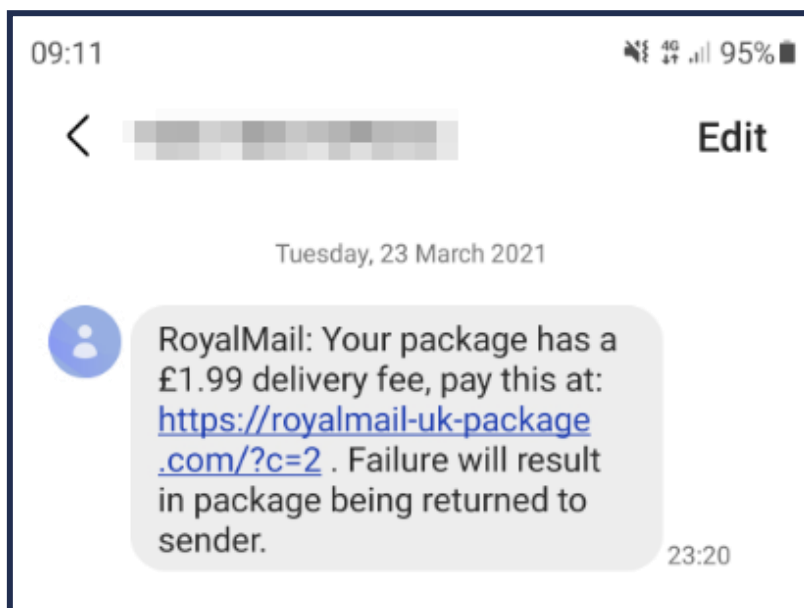 09:11
4G 95%
Edit
Tuesday, 23 March 2021
RoyalMail: Your package has a
£1.99 delivery fee, pay this at:
https://royalmail-uk-package
.com/?c=2 . Failure will result
in package being returned to
sender.
23:20